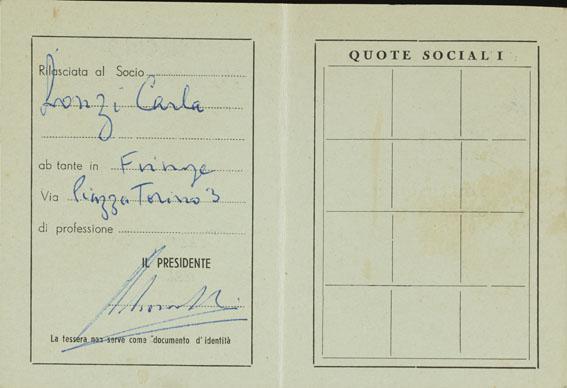 Rilasciata al Socio
Lonzi Carla
ab tante in Firenze
Via Piazza Torino 3
di professione
IL PRESIDENTE
La tessera non serve come "documento d'identità
QUOTE SOCIALI